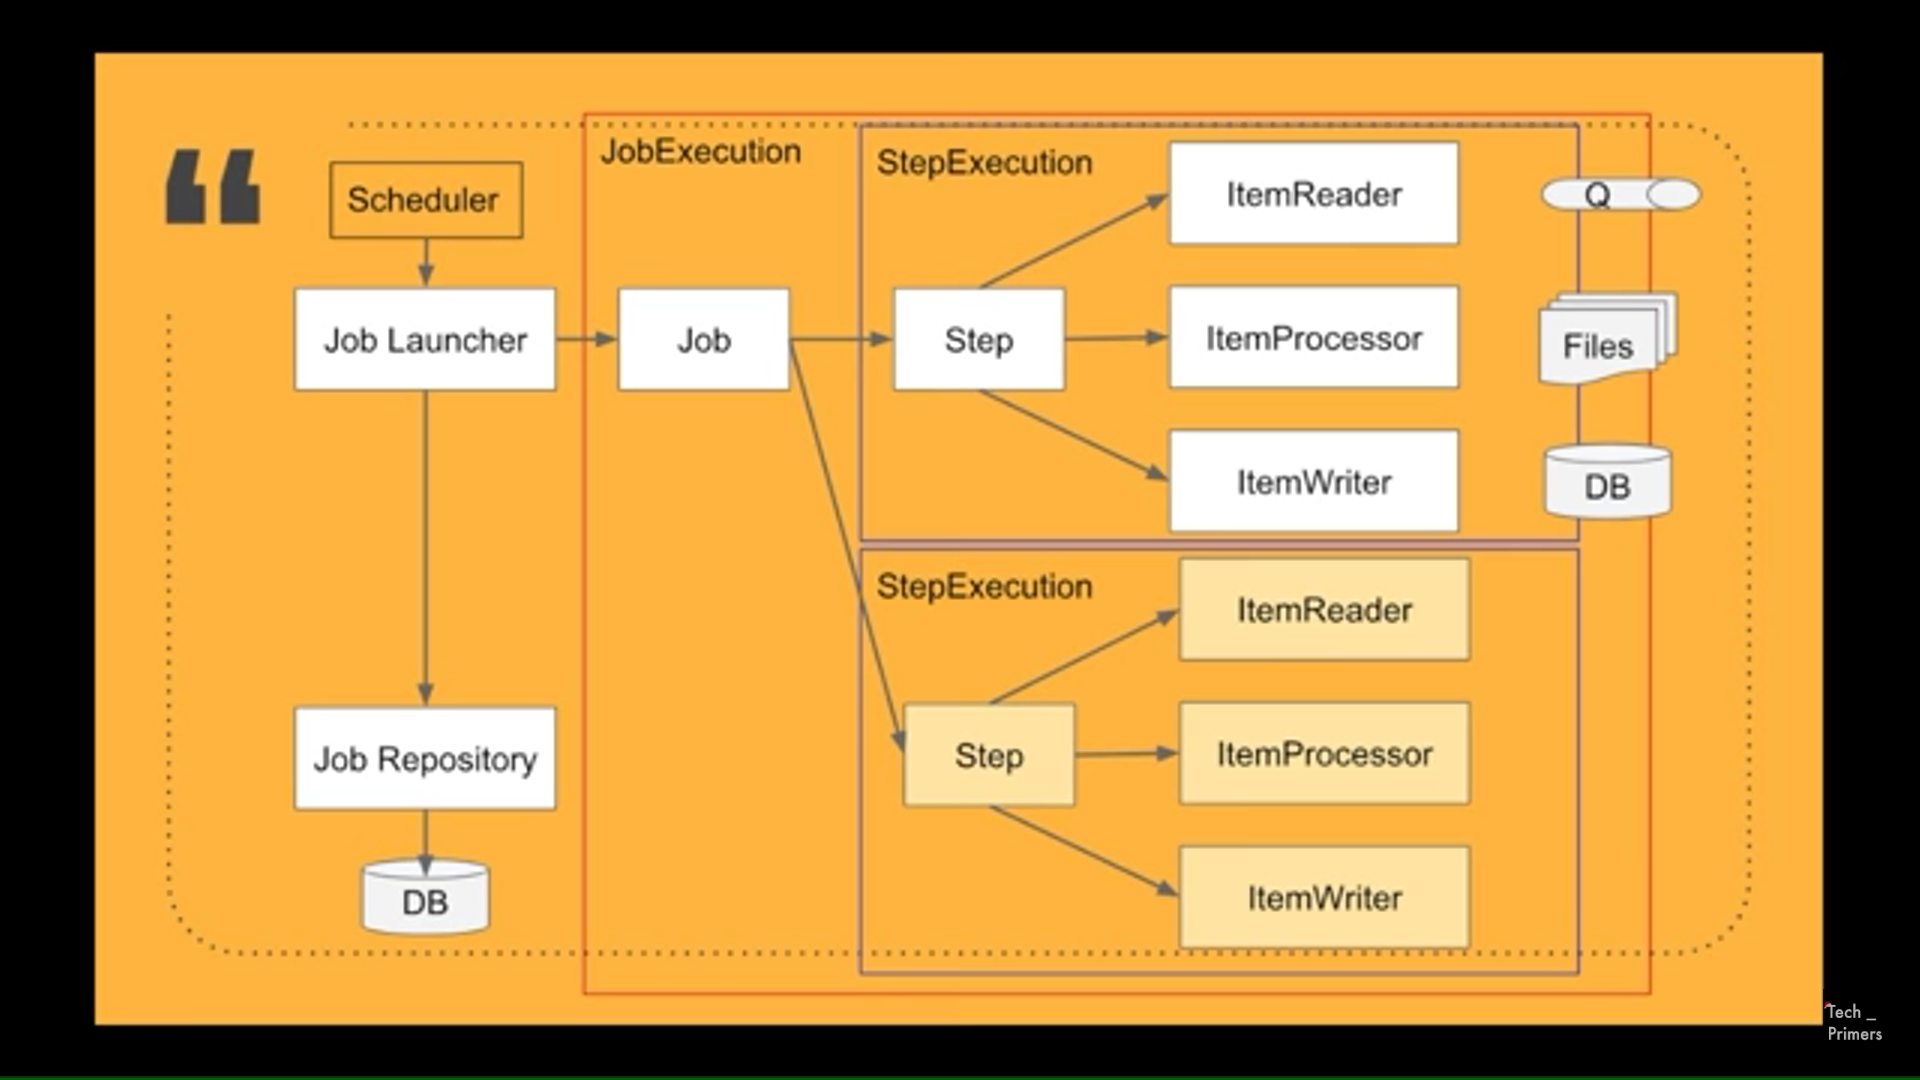 “
JobExecution
StepExecution
ItemReader
Q
Scheduler
Job Launcher
Job
Step
ItemProcessor
Files
ItemWriter
DB
StepExecution
ItemReader
Job Repository
Step
ItemProcessor
DB
ItemWriter
Tech _
Primers